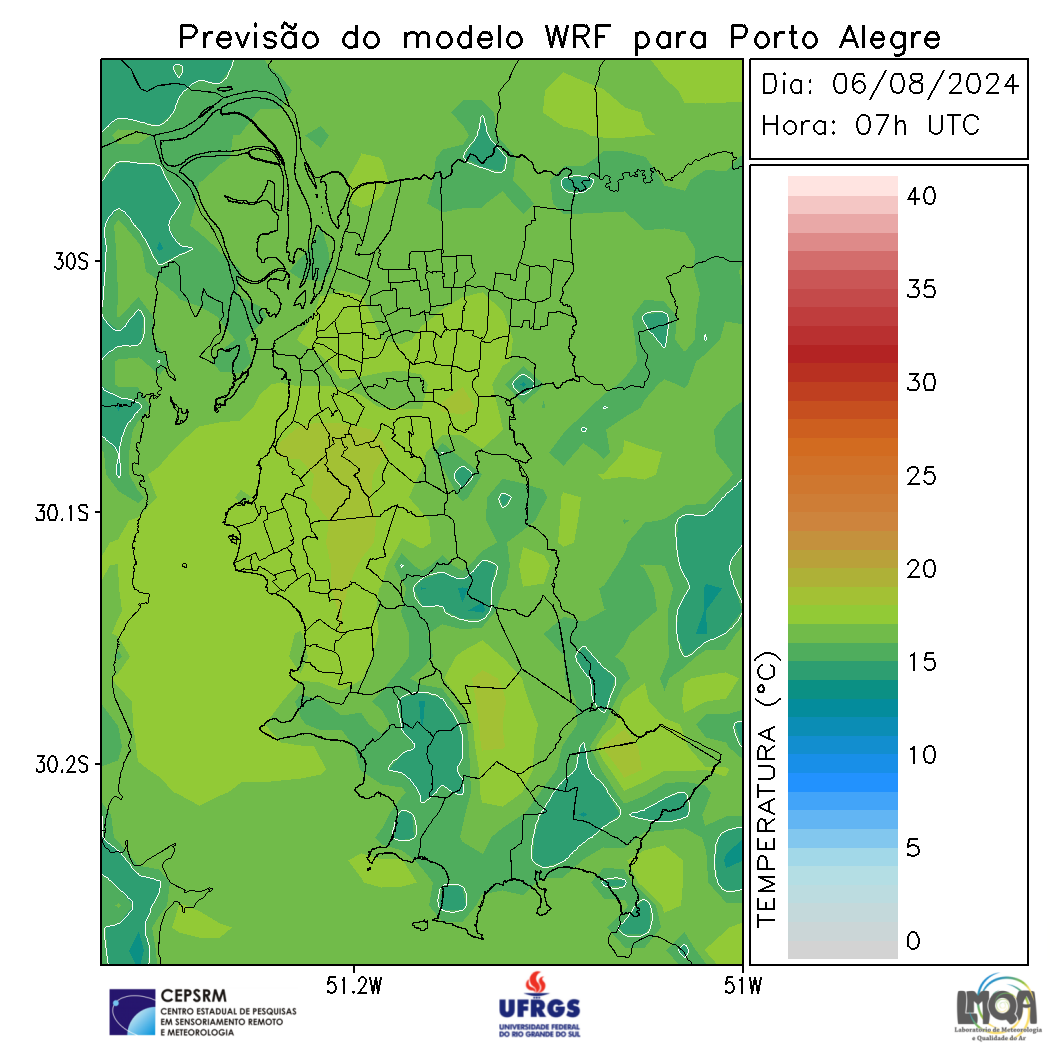 Previsão do modelo WRF para Porto Alegre
Dia: 06/08/2024
Hora: 07h UTC
40
35
30
25
20
15
10
5
0
TEMPERATURA (°C)
30S
30.1S
30.2S
51.2W
51W
CEPSRM
CENTRO ESTADUAL DE PESQUISAS
EM SENSORIAMENTO REMOTO
E METEOROLOGIA
UFRGS
UNIVERSIDADE FEDERAL
DO RIO GRANDE DO SUL
LMQA
Laboratório de Meteorologia
e Qualidade do Ar